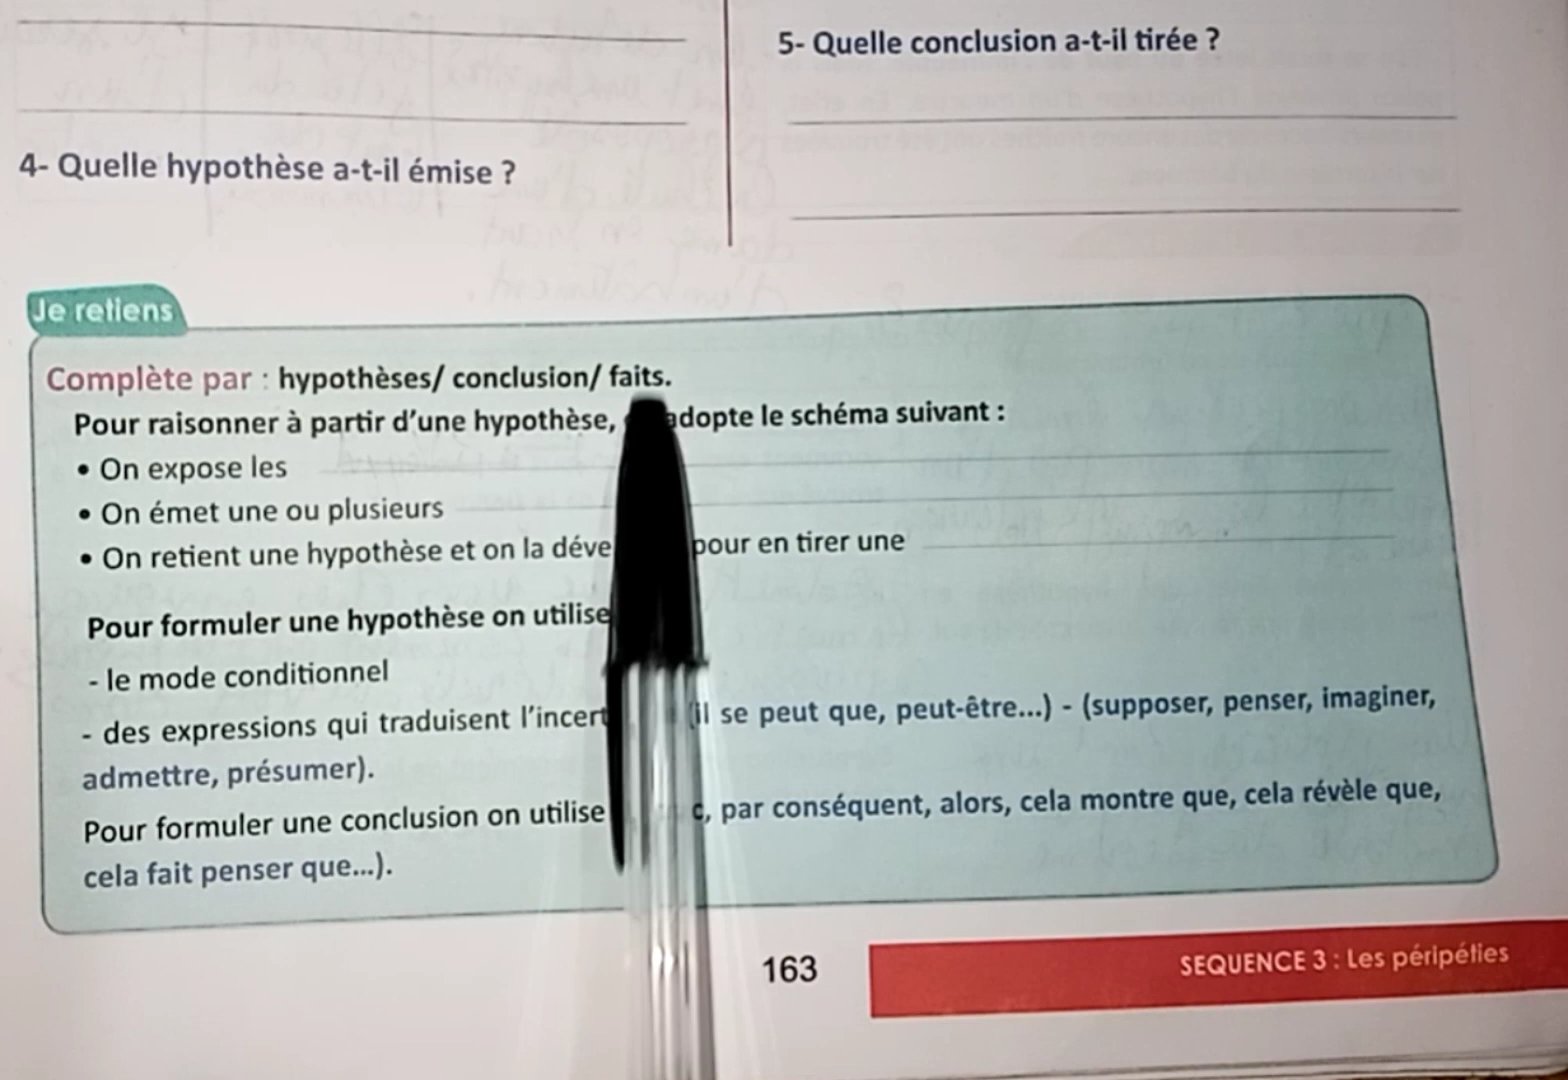 5- Quelle conclusion a-t-il tirée ?
4- Quelle hypothèse a-t-il émise ?
Je retiens
Complète par : hypothèses/ conclusion/ faits.
Pour raisonner à partir d'une hypothèse, adopte le schéma suivant :
• On expose les
• On émet une ou plusieurs
• On retient une hypothèse et on la déve pour en tirer une
Pour formuler une hypothèse on utilise
- le mode conditionnel
- des expressions qui traduisent l'incert (il se peut que, peut-être...) - (supposer, penser, imaginer,
admettre, présumer).
Pour formuler une conclusion on utilise c, par conséquent, alors, cela montre que, cela révèle que,
cela fait penser que...).
163
SEQUENCE 3 : Les péripéties